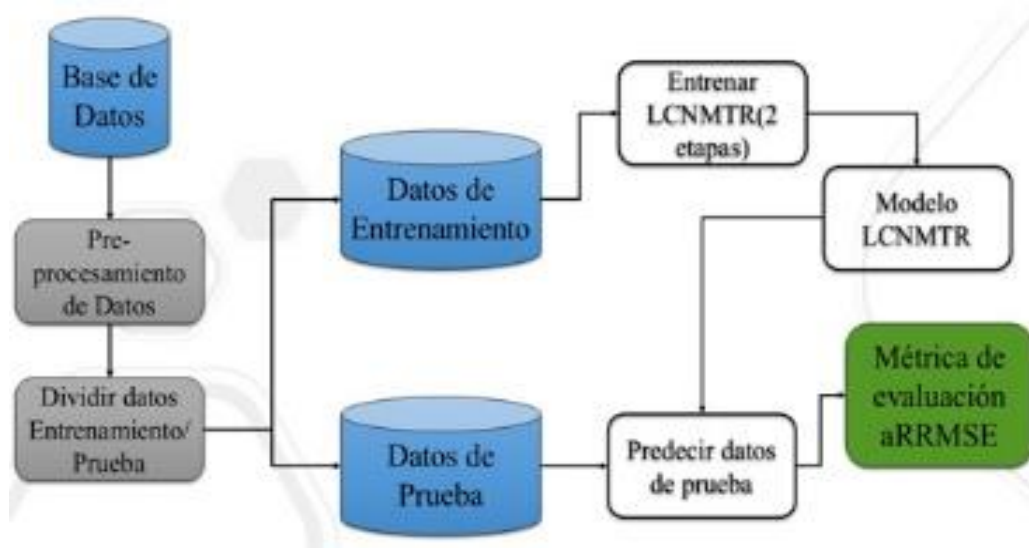 Base de
Datos
Pre-
procesamiento
de Datos
Dividir datos
Entrenamiento/
Prueba
Datos de
Entrenamiento
Datos de
Prueba
Entrenar
LCNMTR(2
etapas)
Modelo
LCNMTR
Predecir datos
de prueba
Métrica de
evaluación
aRRMSE